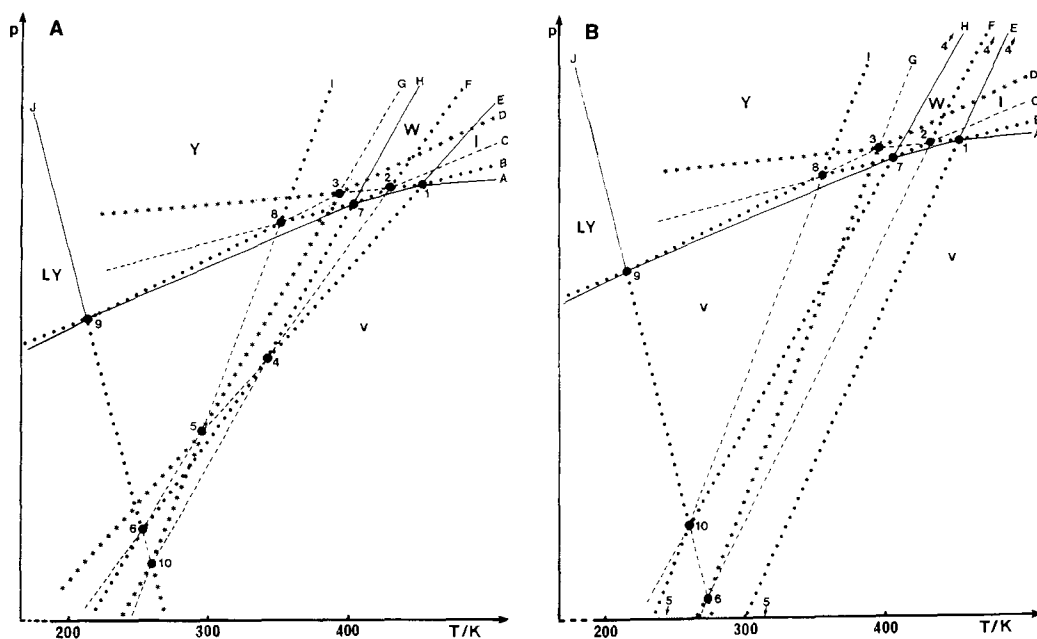 p A
J I G H F E D C B A
Y W I
3 2 1
8 7
LY V
9
4
5
6 10
200 300 400 T/K
p B
J I G H F E D C B A
4 4 4
Y W I
3 2 1
8 7
LY V V
9
10 6
5 5
200 300 400 T/K